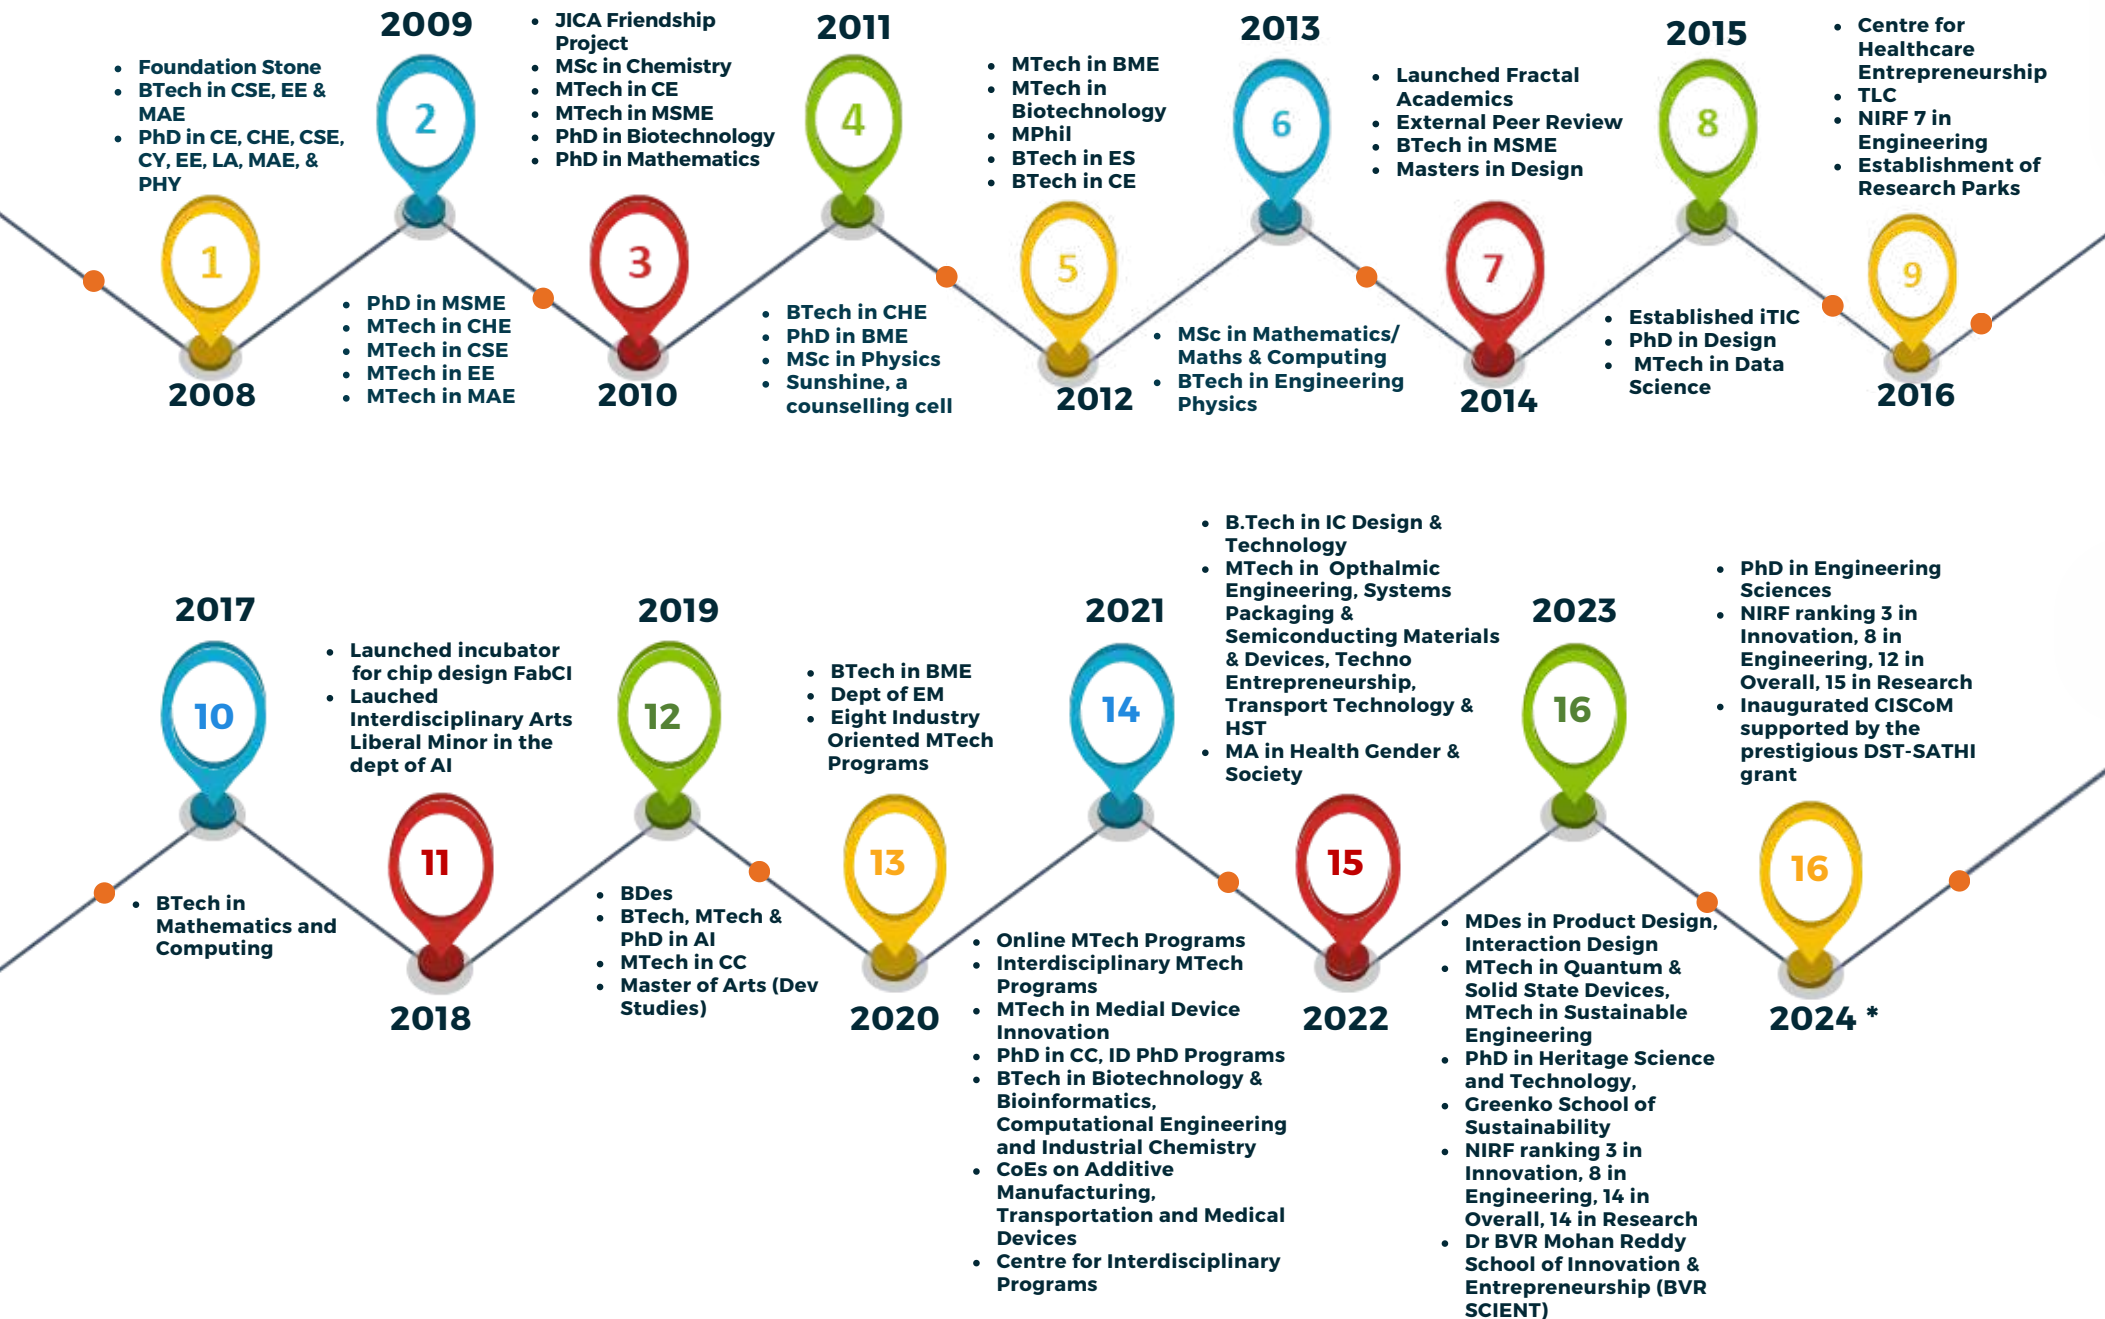 2008
1
Foundation Stone
BTech in CSE, EE &
MAE
PhD in CE, CHE, CSE,
CY, EE, LA, MAE, &
PHY
2009
2
PhD in MSME
MTech in CHE
MTech in CSE
MTech in EE
MTech in MAE
JICA Friendship
Project
MSc in Chemistry
MTech in CE
MTech in MSME
PhD in Biotechnology
PhD in Mathematics
3
2010
2011
4
BTech in CHE
PhD in BME
MSc in Physics
Sunshine, a
counselling cell
MTech in BME
MTech in
Biotechnology
MPhil
BTech in ES
BTech in CE
5
2012
2013
6
MSc in Mathematics/
Maths & Computing
BTech in Engineering
Physics
Launched Fractal
Academics
External Peer Review
BTech in MSME
Masters in Design
7
2014
2015
8
Established iTIC
PhD in Design
MTech in Data
Science
Centre for
Healthcare
Entrepreneurship
TLC
NIRF 7 in
Engineering
Establishment of
Research Parks
9
2016
2017
10
BTech in
Mathematics and
Computing
Launched incubator
for chip design FabCI
Lauched
Interdisciplinary Arts
Liberal Minor in the
dept of AI
11
2018
2019
12
BDes
BTech, MTech &
PhD in AI
MTech in CC
Master of Arts (Dev
Studies)
BTech in BME
Dept of EM
Eight Industry
Oriented MTech
Programs
13
2020
2021
14
Online MTech Programs
Interdisciplinary MTech
Programs
MTech in Medial Device
Innovation
PhD in CC, ID PhD Programs
BTech in Biotechnology &
Bioinformatics,
Computational Engineering
and Industrial Chemistry
CoEs on Additive
Manufacturing,
Transportation and Medical
Devices
Centre for Interdisciplinary
Programs
B.Tech in IC Design &
Technology
MTech in Opthalmic
Engineering, Systems
Packaging &
Semiconducting Materials
& Devices, Techno
Entrepreneurship,
Transport Technology &
HST
MA in Health Gender &
Society
15
2022
2023
16
MDes in Product Design,
Interaction Design
MTech in Quantum &
Solid State Devices,
MTech in Sustainable
Engineering
PhD in Heritage Science
and Technology,
Greenko School of
Sustainability
NIRF ranking 3 in
Innovation, 8 in
Engineering, 14 in
Overall, 14 in Research
Dr BVR Mohan Reddy
School of Innovation &
Entrepreneurship (BVR
SCIENT)
PhD in Engineering
Sciences
NIRF ranking 3 in
Innovation, 8 in
Engineering, 12 in
Overall, 15 in Research
Inaugurated CISCoM
supported by the
prestigious DST-SATHI
grant
16
2024 *